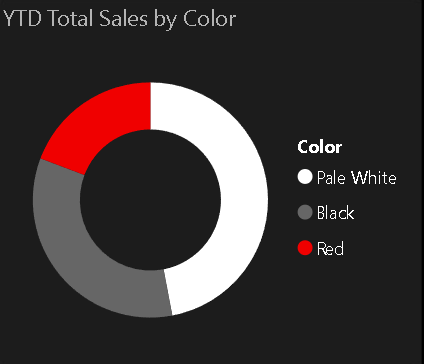 YTD Total Sales by Color
Color
Pale White
Black
Red